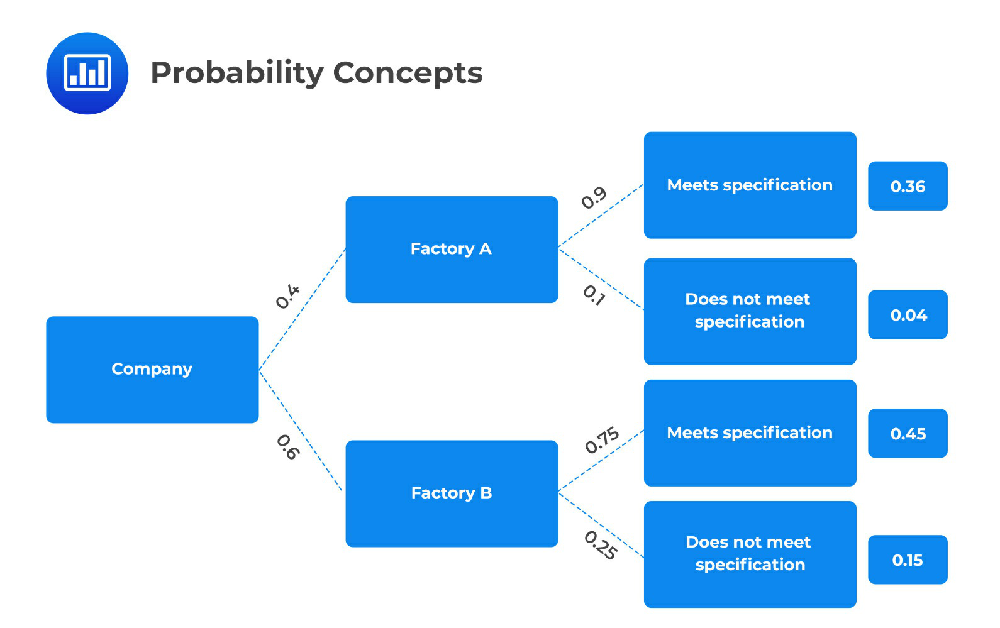 Probability Concepts
Company
0.4
0.6
Factory A
Factory B
0.9
0.1
0.75
0.25
Meets specification
0.36
Does not meet
specification
0.04
Meets specification
0.45
Does not meet
specification
0.15